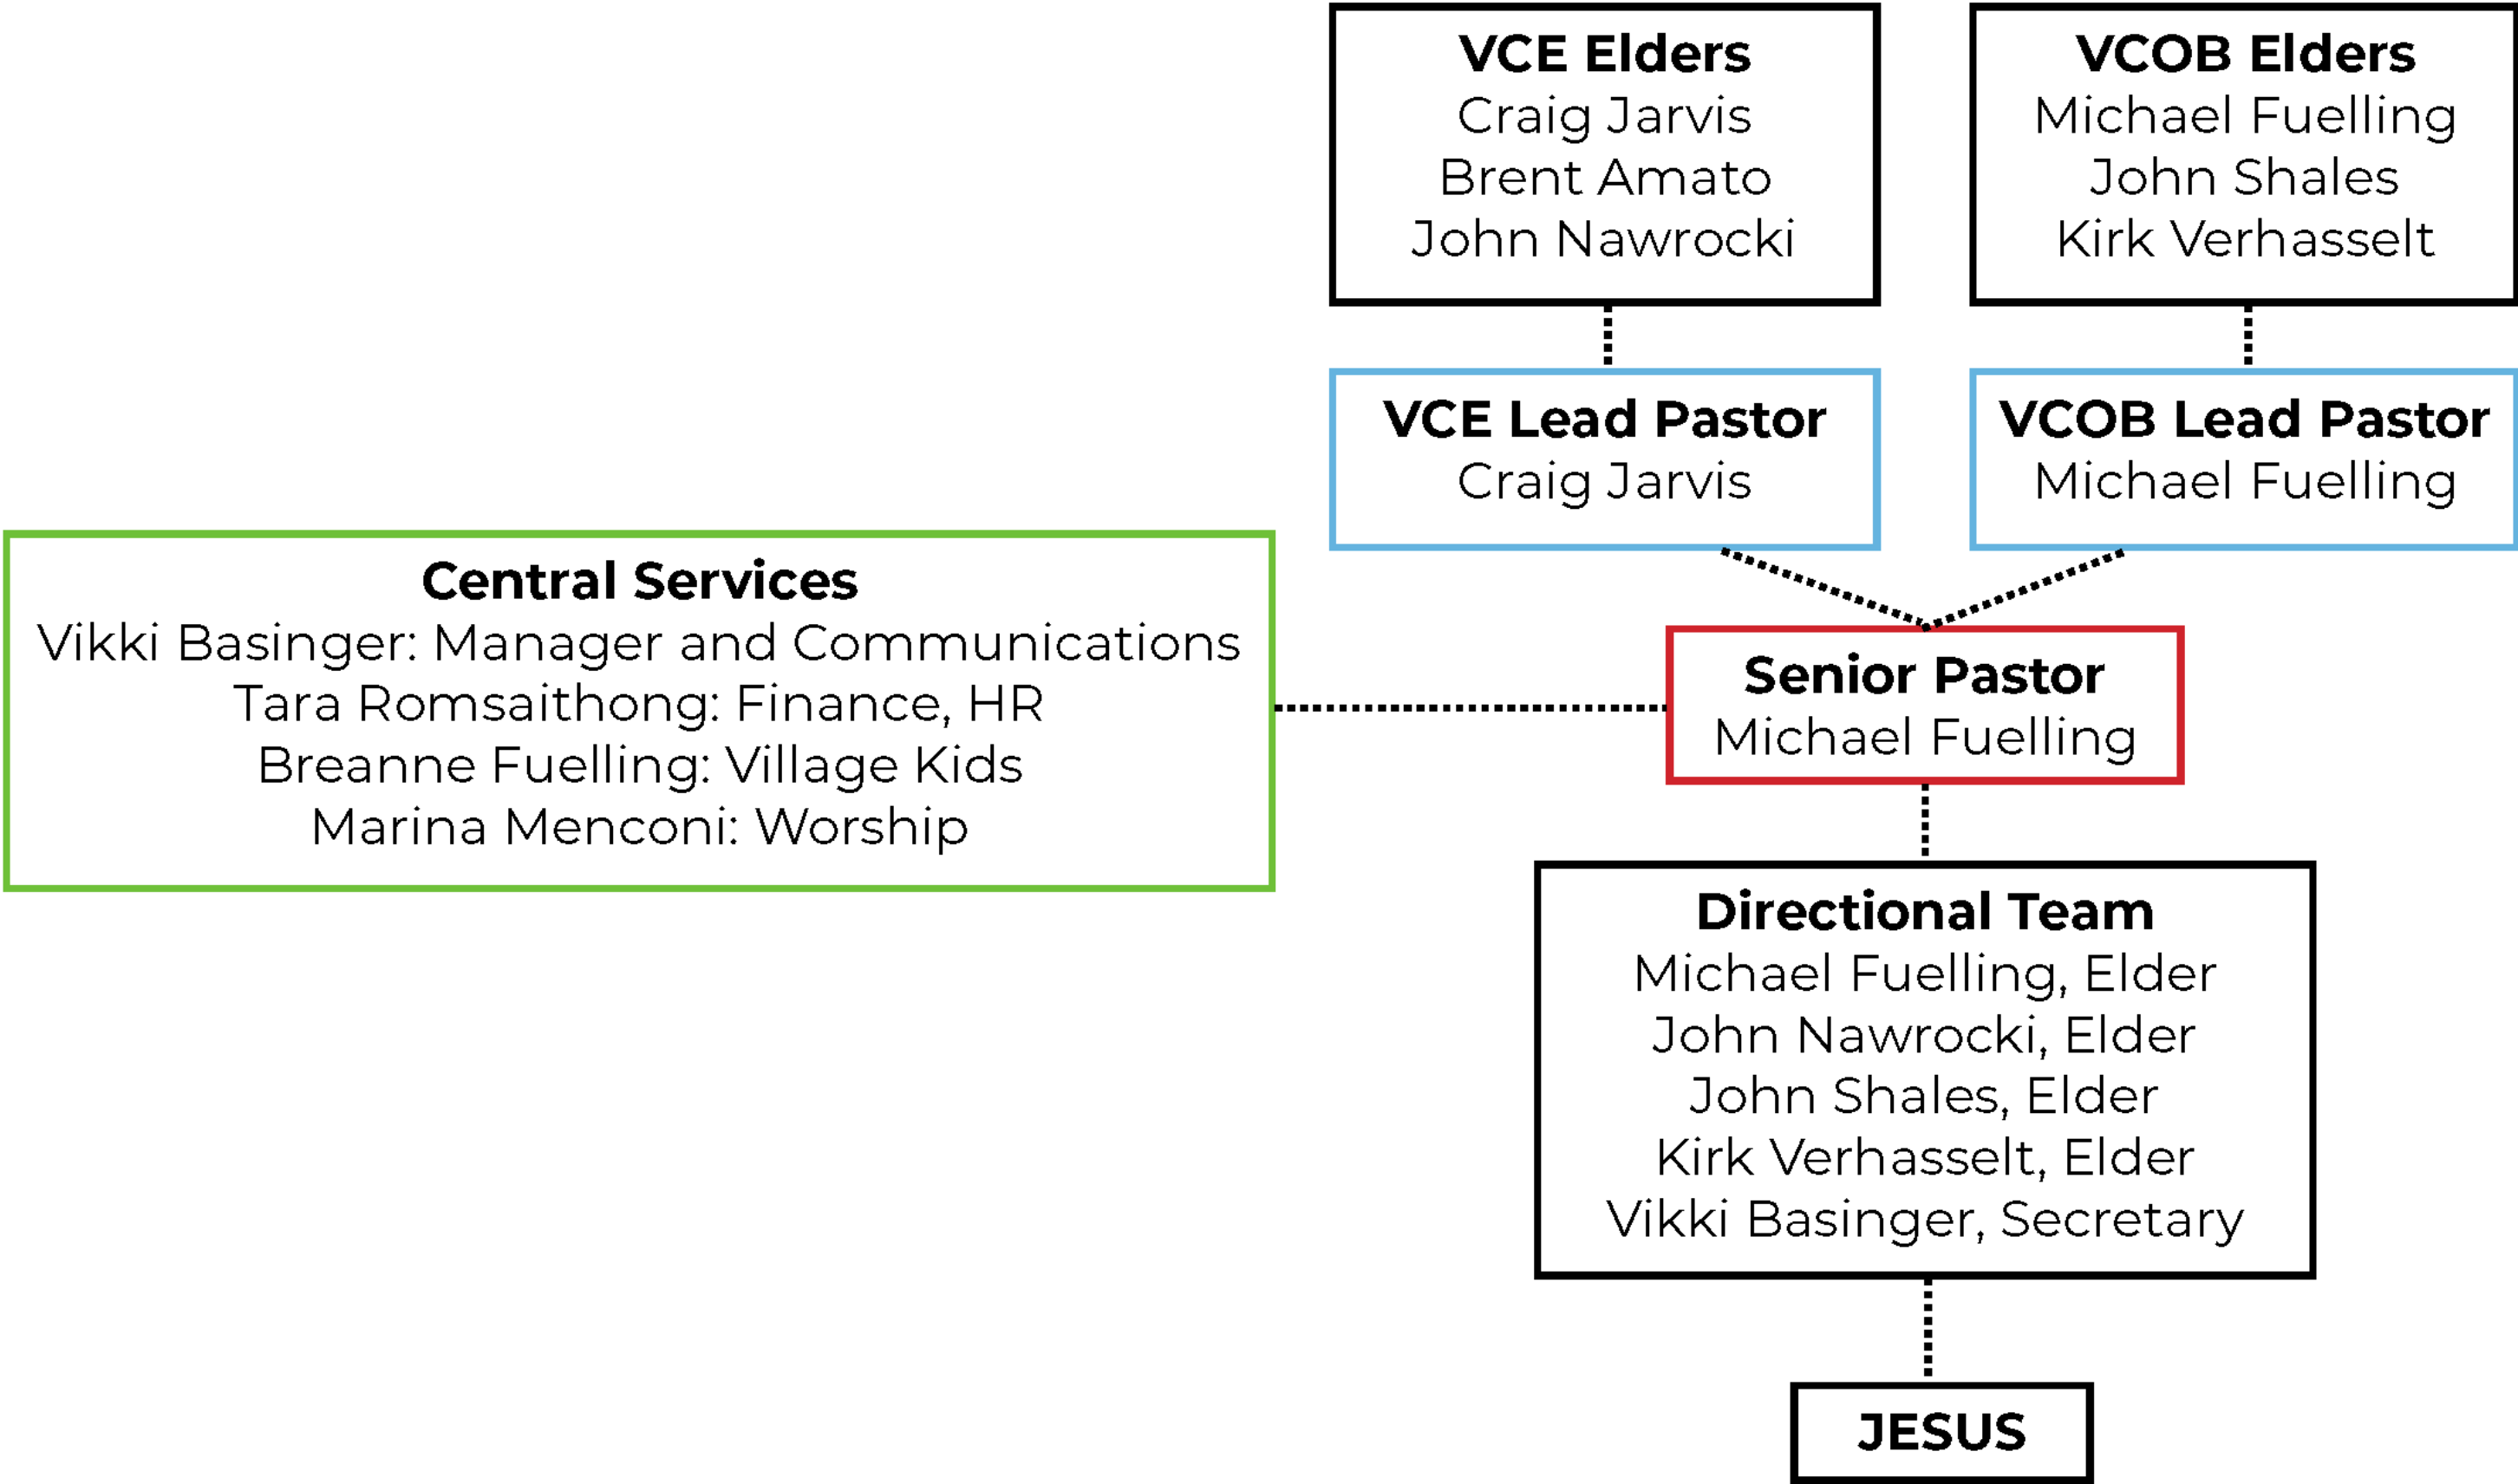 VCE Elders
Craig Jarvis
Brent Amato
John Nawrocki
VCOB Elders
Michael Fuelling
John Shales
Kirk Verhasselt
VCE Lead Pastor
Craig Jarvis
VCOB Lead Pastor
Michael Fuelling
Central Services
Vikki Basinger: Manager and Communications
Tara Romsaithong: Finance, HR
Breanne Fuelling: Village Kids
Marina Menconi: Worship
Senior Pastor
Michael Fuelling
Directional Team
Michael Fuelling, Elder
John Nawrocki, Elder
John Shales, Elder
Kirk Verhasselt, Elder
Vikki Basinger, Secretary
JESUS